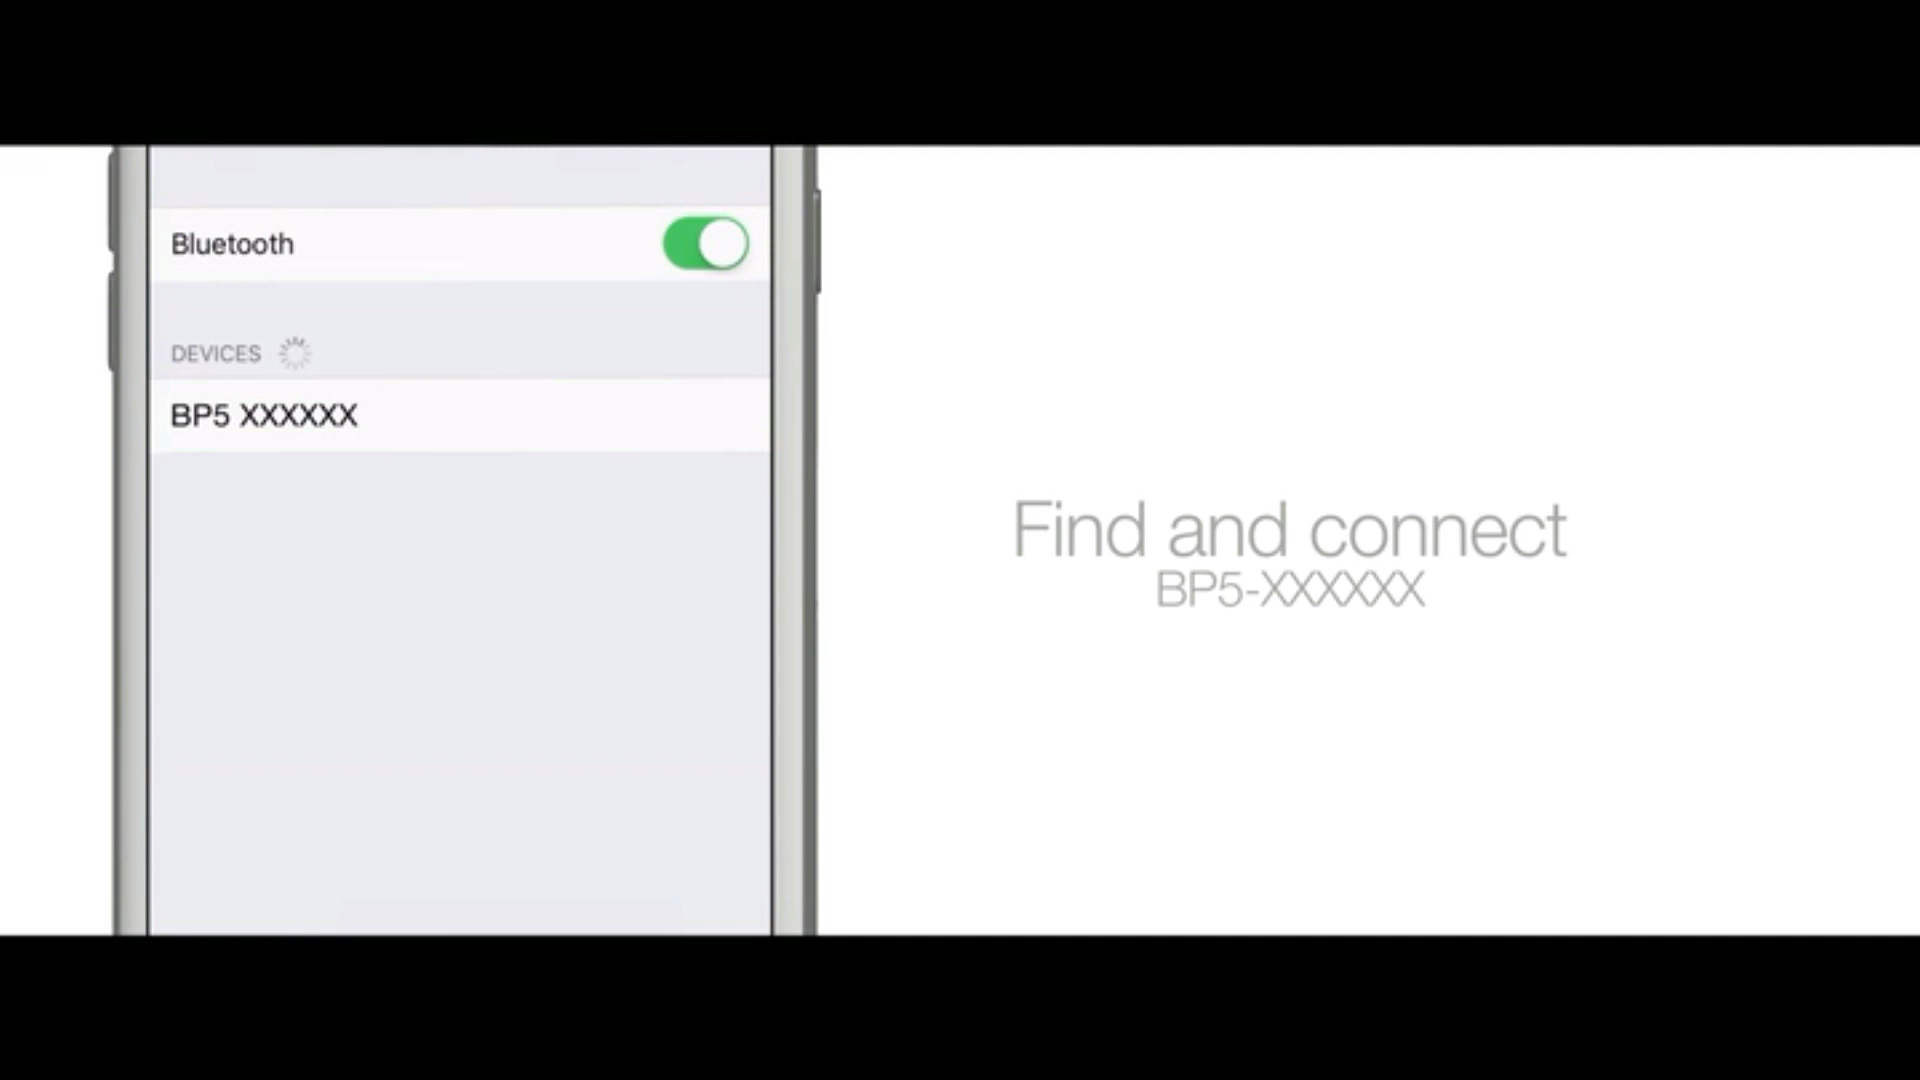 Bluetooth
DEVICES
BP5 XXXXXX
Find and connect
BP5-XXXXXX